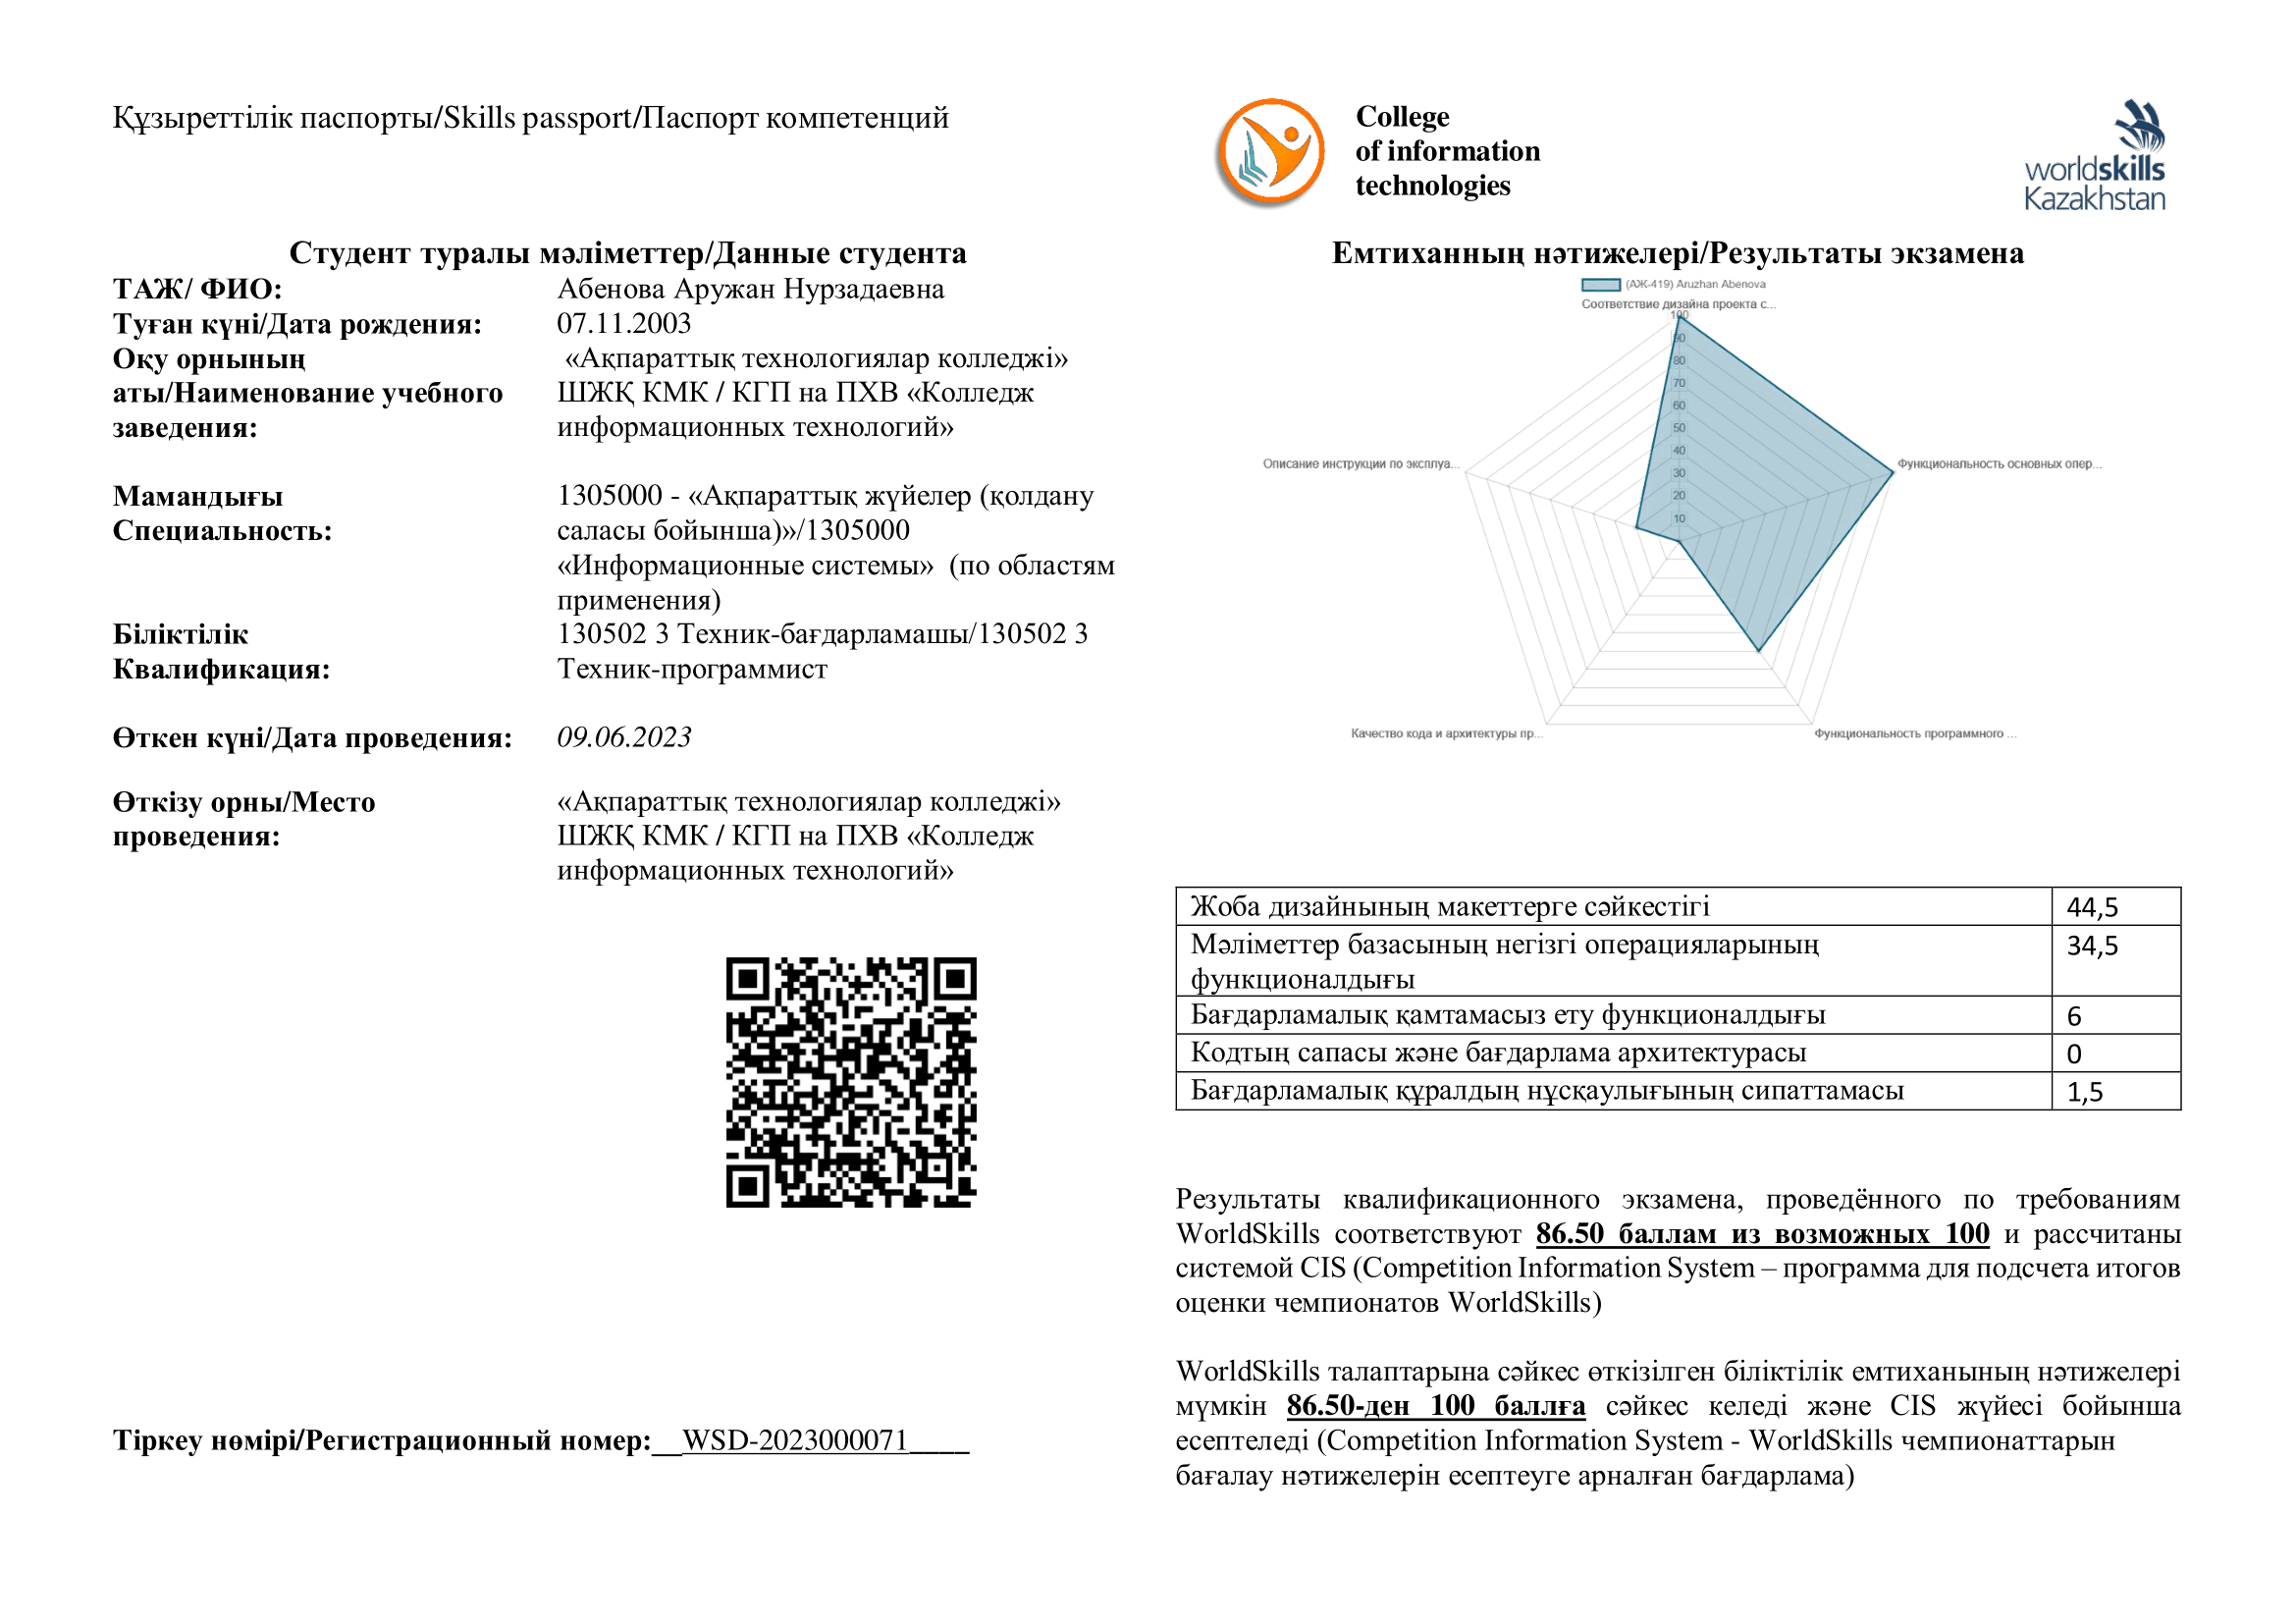 Құзыреттілік паспорты/Skills passport/Паспорт компетенций
Студент туралы мәліметтер/Данные студента
ТАЖ/ ФИО: Абенова Аружан Нурзадаевна
Туған күні/Дата рождения: 07.11.2003
Оқу орнының «Ақпараттық технологиялар колледжі»
аты/Наименование учебного ШЖҚ КМК / КГП на ПХВ «Колледж
заведения: информационных технологий»
Мамандығы 1305000 - «Ақпараттық жүйелер (қолдану
Специальность: саласы бойынша)»/1305000
«Информационные системы» (по областям
применения)
Біліктілік 130502 3 Техник-бағдарламашы/130502 3
Квалификация: Техник-программист
Өткен күні/Дата проведения: 09.06.2023
Өткізу орны/Место «Ақпараттық технологиялар колледжі»
проведения: ШЖҚ КМК / КГП на ПХВ «Колледж
информационных технологий»
Тіркеу нөмірі/Регистрационный номер:__WSD-2023000071____
College
of information
technologies
worldskills
Kazakhstan
Емтиханның нәтижелері/Результаты экзамена
(АЖ-419) Aruzhan Abenova
Соответствие дизайна проекта с...
100
90
80
70
60
50
40
30
20
10
Описание инструкции по эксплуа...
Функциональность основных опер...
Качество кода и архитектуры пр...
Функциональность программного ...
Жоба дизайнының макеттерге сәйкестігі 44,5
Мәліметтер базасының негізгі операцияларының 34,5
функционалдығы
Бағдарламалық қамтамасыз ету функционалдығы 6
Кодтың сапасы және бағдарлама архитектурасы 0
Бағдарламалық құралдың нұсқаулығының сипаттамасы 1,5
Результаты квалификационного экзамена, проведённого по требованиям
WorldSkills соответствуют 86.50 баллам из возможных 100 и рассчитаны
системой CIS (Competition Information System – программа для подсчета итогов
оценки чемпионатов WorldSkills)
WorldSkills талаптарына сәйкес өткізілген біліктілік емтиханының нәтижелері
мүмкін 86.50-ден 100 баллға сәйкес келеді және CIS жүйесі бойынша
есептеледі (Competition Information System - WorldSkills чемпионаттарын
бағалау нәтижелерін есептеуге арналған бағдарлама)